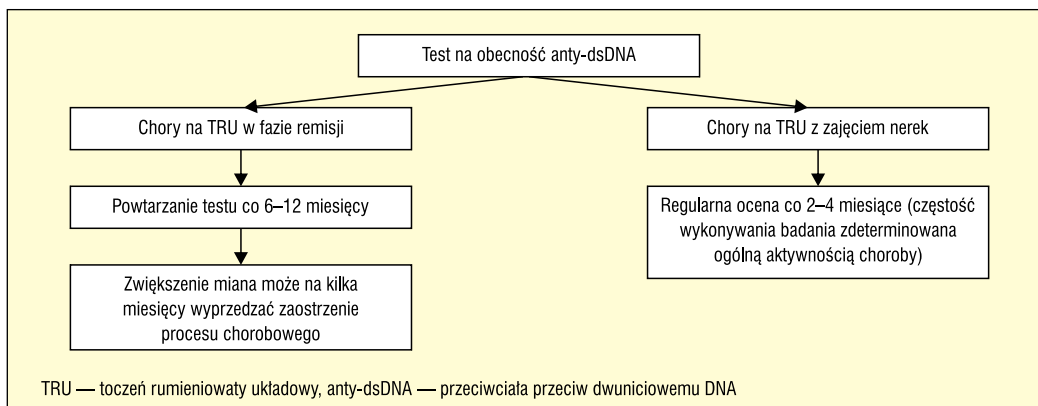 Test na obecność anty-dsDNA
Chory na TRU w fazie remisji
Powtarzanie testu co 6–12 miesięcy
Zwiększenie miana może na kilka
miesięcy wyprzedzać zaostrzenie
procesu chorobowego
Chory na TRU z zajęciem nerek
Regularna ocena co 2–4 miesiące (częstość
wykonywania badania zdeterminowana
ogólną aktywnością choroby)
TRU — toczeń rumieniowaty układowy, anty-dsDNA — przeciwciała przeciw dwuniciowemu DNA